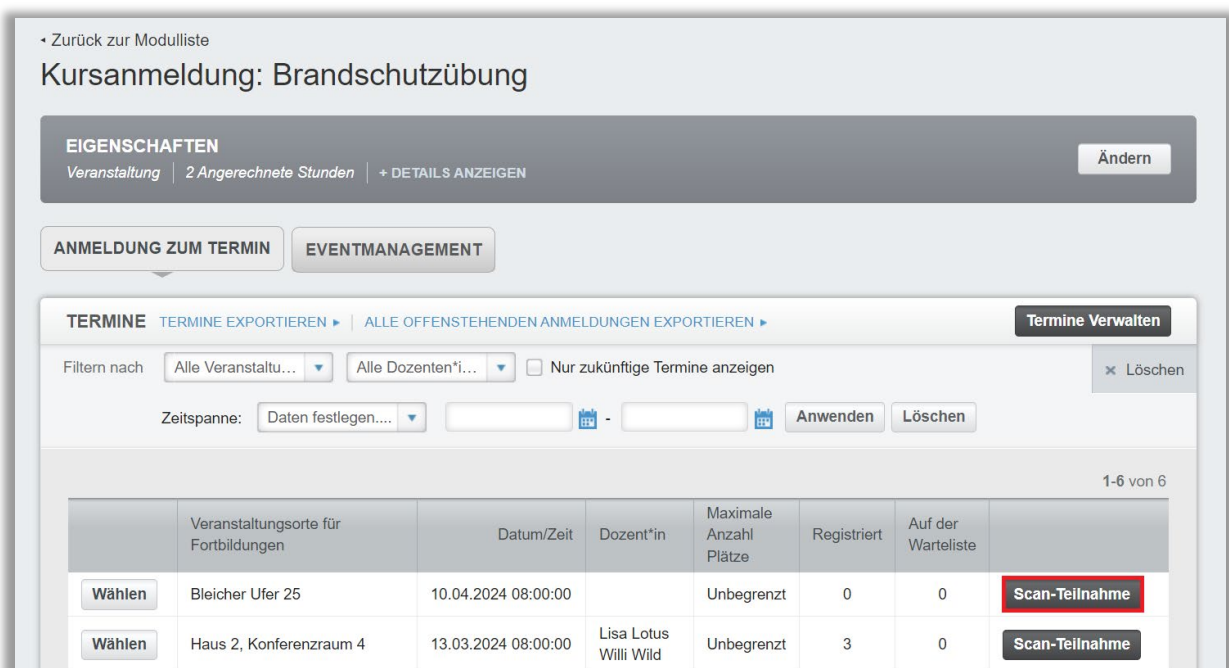 Zurück zur Modulliste
Kursanmeldung: Brandschutzübung
EIGENSCHAFTEN
Veranstaltung | 2 Angerechnete Stunden | + DETAILS ANZEIGEN
Ändern
ANMELDUNG ZUM TERMIN EVENTMANAGEMENT
TERMINE TERMINE EXPORTIEREN | ALLE OFFENSTEHENDEN ANMELDUNGEN EXPORTIEREN Termine Verwalten
Filtern nach Alle Veranstaltu... Alle Dozenten*i... Nur zukünftige Termine anzeigen × Löschen
Zeitspanne: Daten festlegen.... - Anwenden Löschen
1-6 von 6
Veranstaltungsorte für Fortbildungen Datum/Zeit Dozent*in Maximale Anzahl Plätze Registriert Auf der Warteliste
Wählen Bleicher Ufer 25 10.04.2024 08:00:00 Unbegrenzt 0 0 Scan-Teilnahme
Wählen Haus 2, Konferenzraum 4 13.03.2024 08:00:00 Lisa Lotus Willi Wild Unbegrenzt 3 0 Scan-Teilnahme